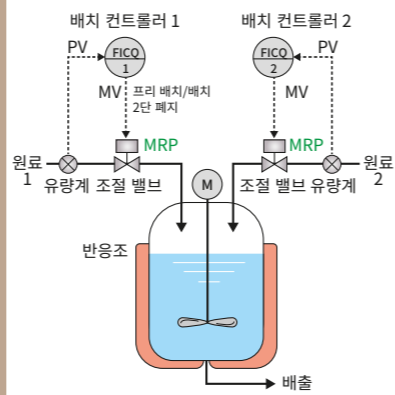 배치 컨트롤러 1
배치 컨트롤러 2
PV
FICQ
1
FICQ
2
PV
MV
프리 배치/배치
2단 폐지
MV
MRP
MRP
원료
1
유량계
조절 밸브
M
조절 밸브
유량계
원료
2
반응조
배출